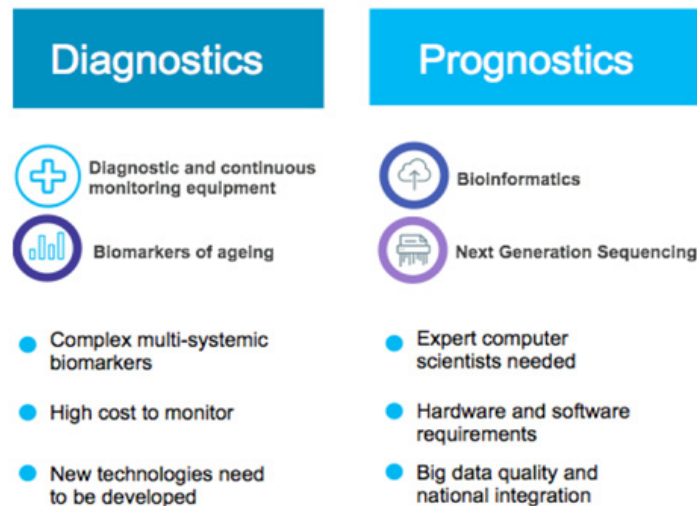 Diagnostics
Diagnostic and continuous
monitoring equipment
Biomarkers of ageing
Complex multi-systemic
biomarkers
High cost to monitor
New technologies need
to be developed
Prognostics
Bioinformatics
Next Generation Sequencing
Expert computer
scientists needed
Hardware and software
requirements
Big data quality and
national integration